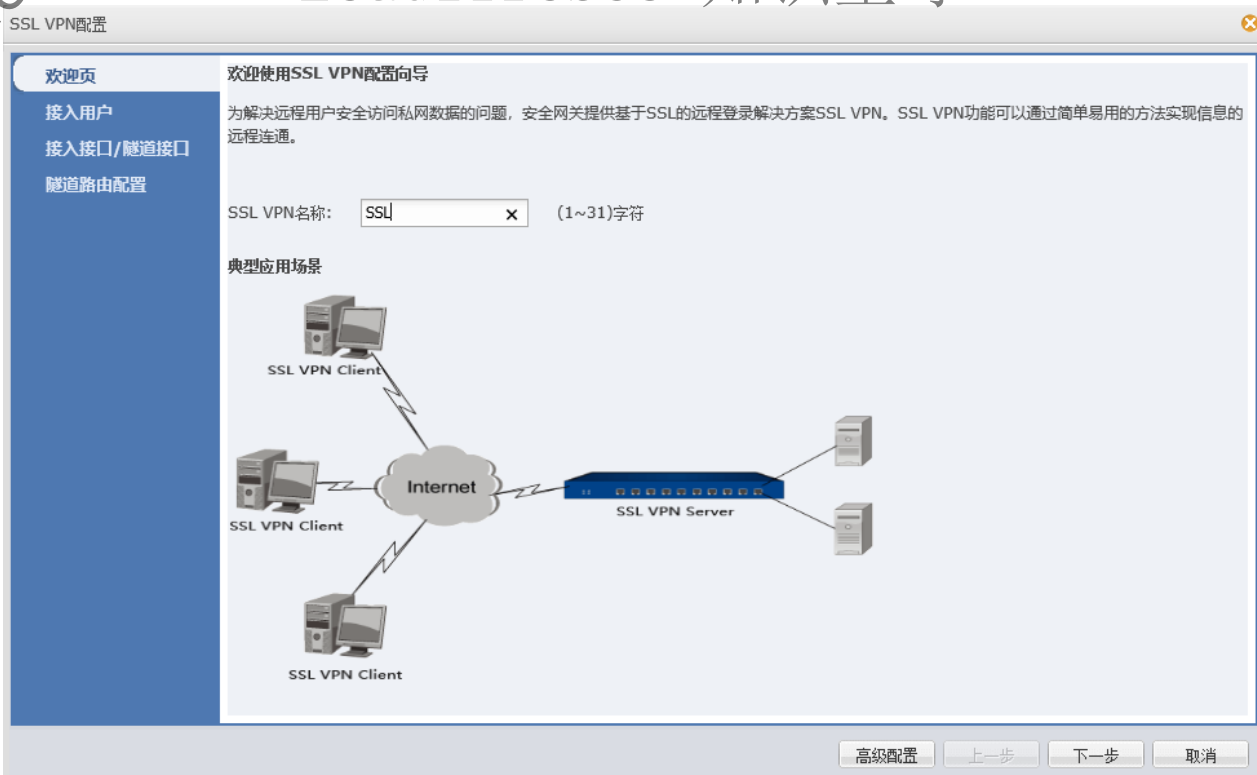 SSL VPN配置
欢迎页
接入用户
接入接口/隧道接口
隧道路由配置
欢迎使用SSL VPN配置向导
为解决远程用户安全访问私网数据的问题，安全网关提供基于SSL的远程登录解决方案SSL VPN。SSL VPN功能可以通过简单易用的方法实现信息的
远程连通。
SSL VPN名称：
SSL
(1~31)字符
典型应用场景
SSL VPN Client
SSL VPN Client
Internet
SSL VPN Server
SSL VPN Client
高级配置
上一步
下一步
取消